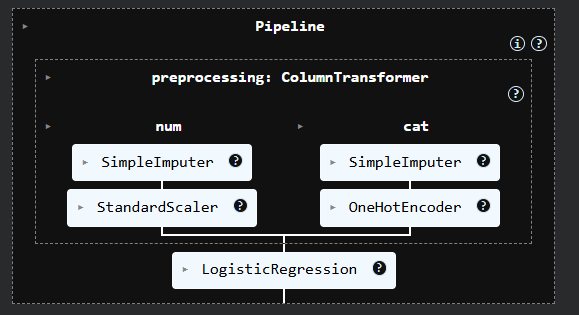 Pipeline
i ?
preprocessing: ColumnTransformer
?
num cat
SimpleImputer ? SimpleImputer ?
StandardScaler ? OneHotEncoder ?
LogisticRegression ?